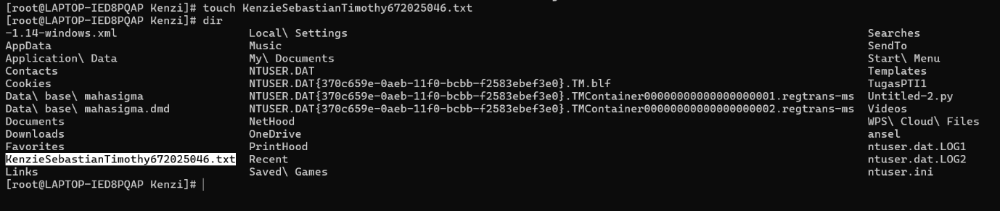 [root@LAPTOP-IED8PQAP Kenzi]# touch KenzieSebastianTimothy672025046.txt
[root@LAPTOP-IED8PQAP Kenzi]# dir
-1.14-windows.xml Local\ Settings Searches
AppData Music SendTo
Application\ Data My\ Documents Start\ Menu
Contacts NTUSER.DAT Templates
Cookies NTUSER.DAT{370c659e-0aeb-11f0-bcbb-f2583ebef3e0}.TM.blf TugasPTI1
Data\ base\ mahasigma NTUSER.DAT{370c659e-0aeb-11f0-bcbb-f2583ebef3e0}.TMContainer00000000000000000001.regtrans-ms Untitled-2.py
Data\ base\ mahasigma.dmd NTUSER.DAT{370c659e-0aeb-11f0-bcbb-f2583ebef3e0}.TMContainer00000000000000000002.regtrans-ms Videos
Documents NetHood WPS\ Cloud\ Files
Downloads OneDrive ansel
Favorites PrintHood ntuser.dat.LOG1
KenzieSebastianTimothy672025046.txt Recent ntuser.dat.LOG2
Links Saved\ Games ntuser.ini
[root@LAPTOP-IED8PQAP Kenzi]#